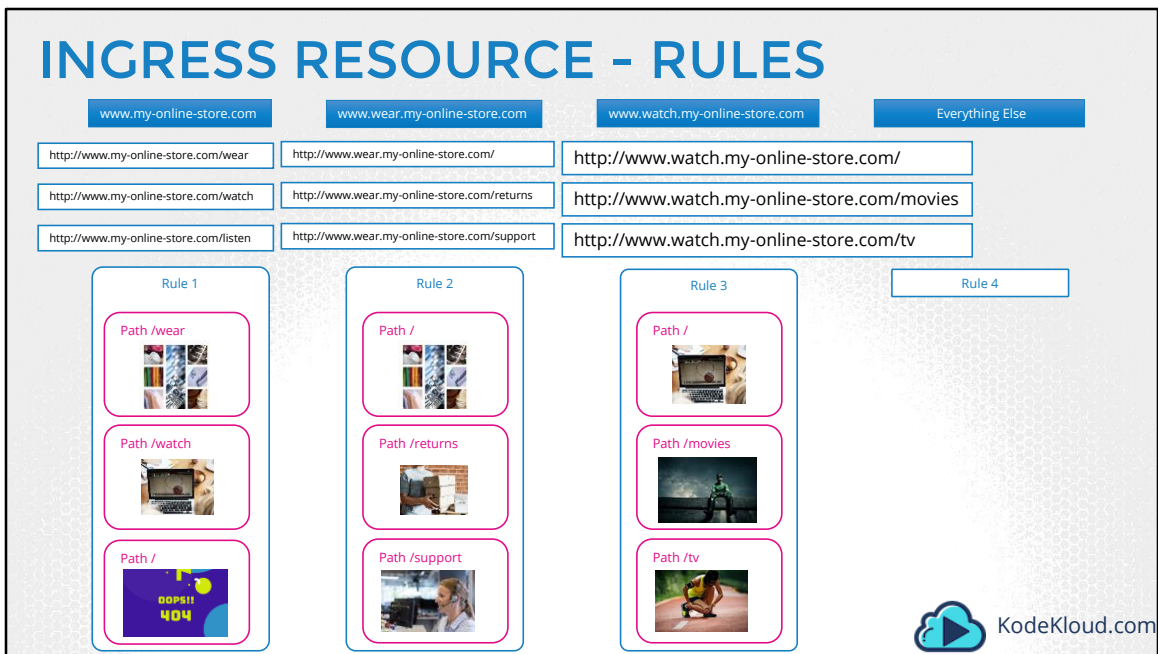 INGRESS RESOURCE - RULES
www.my-online-store.com
www.wear.my-online-store.com
www.watch.my-online-store.com
Everything Else
http://www.my-online-store.com/wear
http://www.wear.my-online-store.com/
http://www.watch.my-online-store.com/
http://www.my-online-store.com/watch
http://www.wear.my-online-store.com/returns
http://www.watch.my-online-store.com/movies
http://www.my-online-store.com/listen
http://www.wear.my-online-store.com/support
http://www.watch.my-online-store.com/tv
Rule 1
Rule 2
Rule 3
Rule 4
Path /wear
Path /
Path /
Path /watch
Path /returns
Path /movies
Path /
OOPS!!
404
Path /support
Path /tv
KodeKloud.com